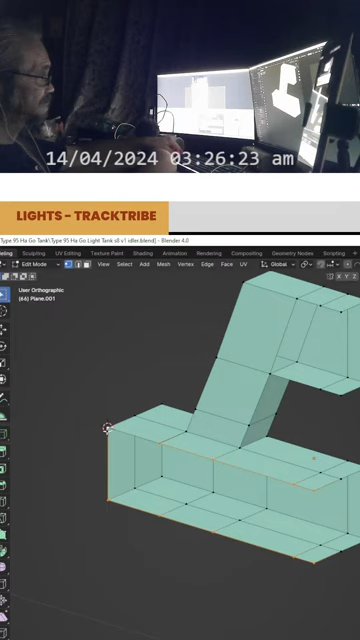 14/04/2024 03:26:23 am
LIGHTS - TRACKTRIBE
Type 95 Ha Go Tank\Type 95 Ha Go Light Tank s8 v1 idler.blend] - Blender 4.0
Sculpting UV Editing Texture Paint Shading Animation Rendering Compositing Geometry Nodes Scripting
Edit Mode View Select Add Mesh Vertex Edge Face UV Global
User Orthographic
(66) Plane.001